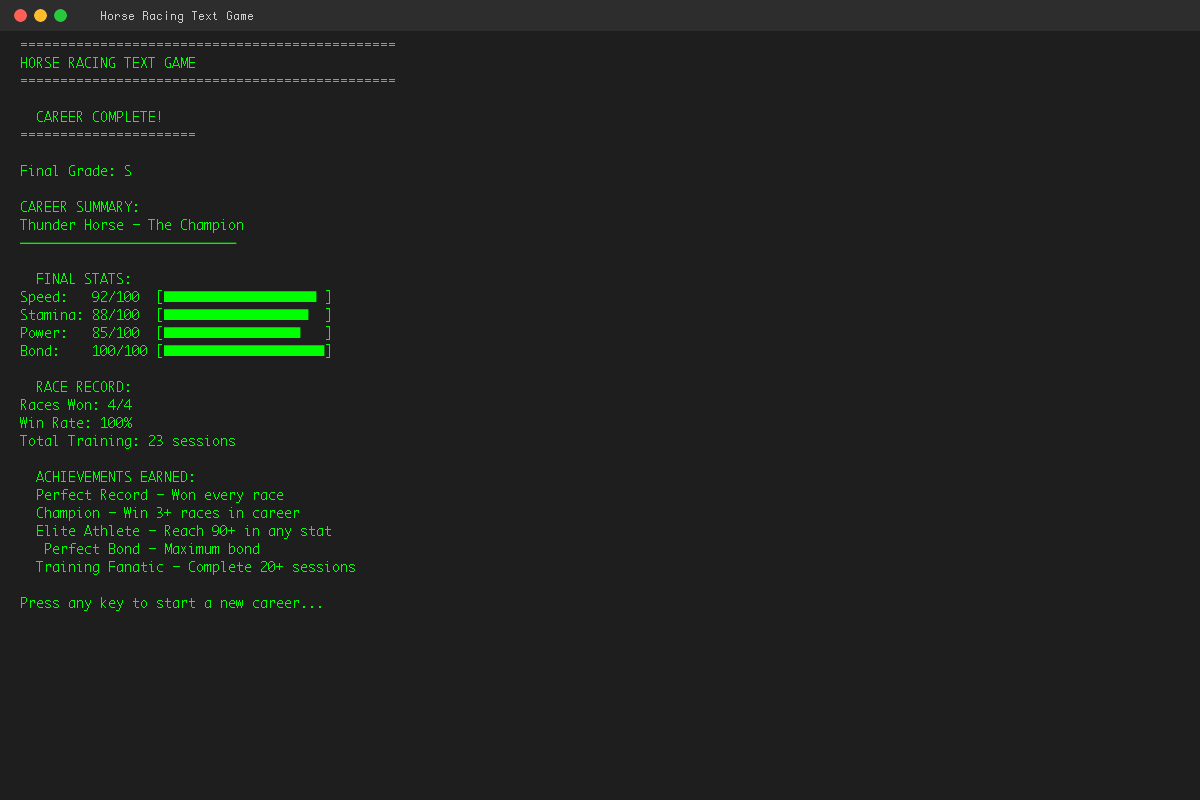 Horse Racing Text Game
===============================================
HORSE RACING TEXT GAME
===============================================
CAREER COMPLETE!
======================
Final Grade: S
CAREER SUMMARY:
Thunder Horse - The Champion
───────────────────────────
FINAL STATS:
Speed: 92/100 [███████████████████ ]
Stamina: 88/100 [██████████████████  ]
Power: 85/100 [█████████████████   ]
Bond: 100/100 [████████████████████]
RACE RECORD:
Races Won: 4/4
Win Rate: 100%
Total Training: 23 sessions
ACHIEVEMENTS EARNED:
Perfect Record - Won every race
Champion - Win 3+ races in career
Elite Athlete - Reach 90+ in any stat
Perfect Bond - Maximum bond
Training Fanatic - Complete 20+ sessions
Press any key to start a new career...